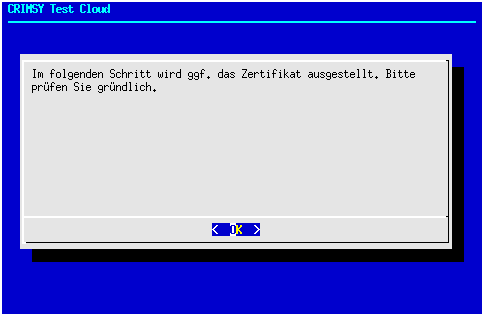 CRIMSY Test Cloud
Im folgenden Schritt wird ggf. das Zertifikat ausgestellt. Bitte
prüfen Sie gründlich.
< OK >